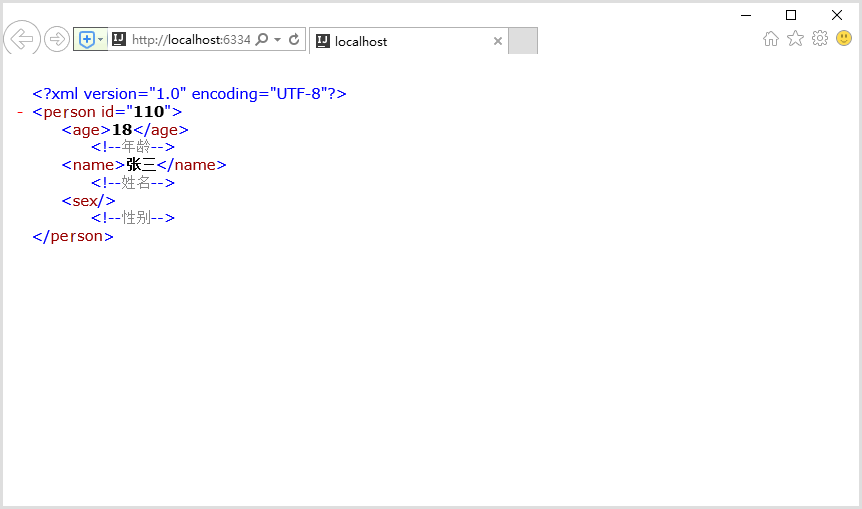 http://localhost:6334
localhost
<?xml version="1.0" encoding="UTF-8"?>
- <person id="110">
<age>18</age>
<!--年龄-->
<name>张三</name>
<!--姓名-->
<sex/>
<!--性别-->
</person>